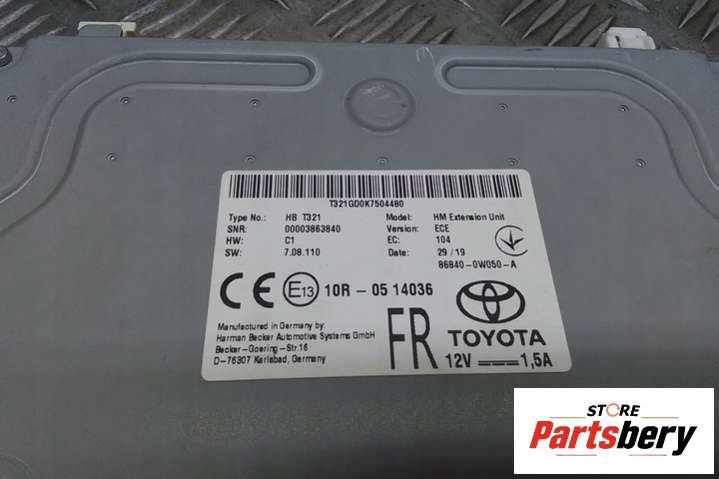 T321GD0K7504480
Type No.: HB T321 Model: HM Extension Unit
SNR: 00003863840 Version: ECE
HW: C1 EC: 104
SW: 7.08.110 Date: 29/19
86840-0W050-A
CE E13 10R - 05 14036
Manufactured in Germany by:
Harman Becker Automotive Systems GmbH
Becker-Goering-Str.16
D-76307 Karlsbad, Germany
FR
TOYOTA
12V 1,5A
STORE
Partsbery